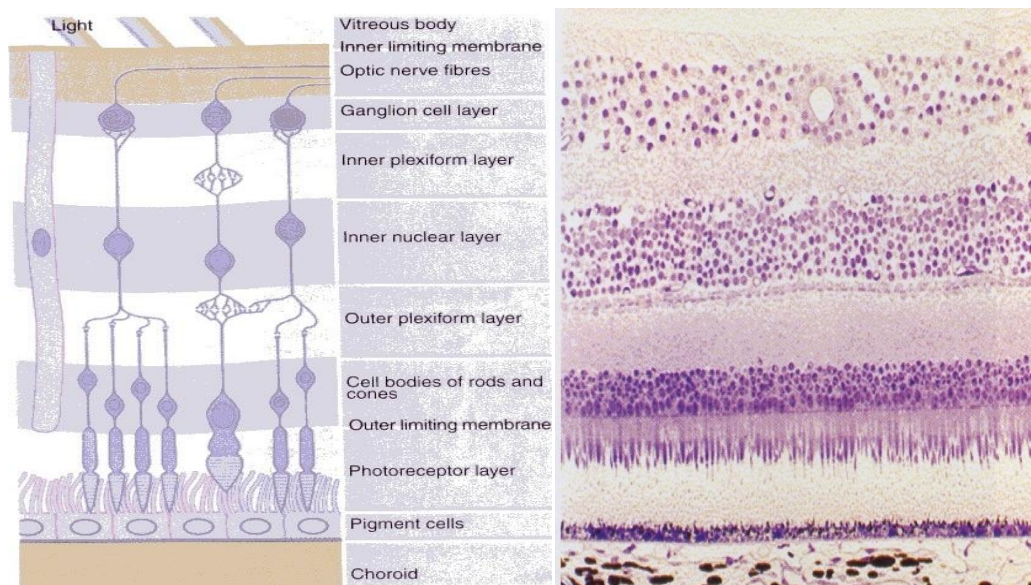 Light
Vitreous body
Inner limiting membrane
Optic nerve fibres
Ganglion cell layer
Inner plexiform layer
Inner nuclear layer
Outer plexiform layer
Cell bodies of rods and
cones
Outer limiting membrane
Photoreceptor layer
Pigment cells
Choroid